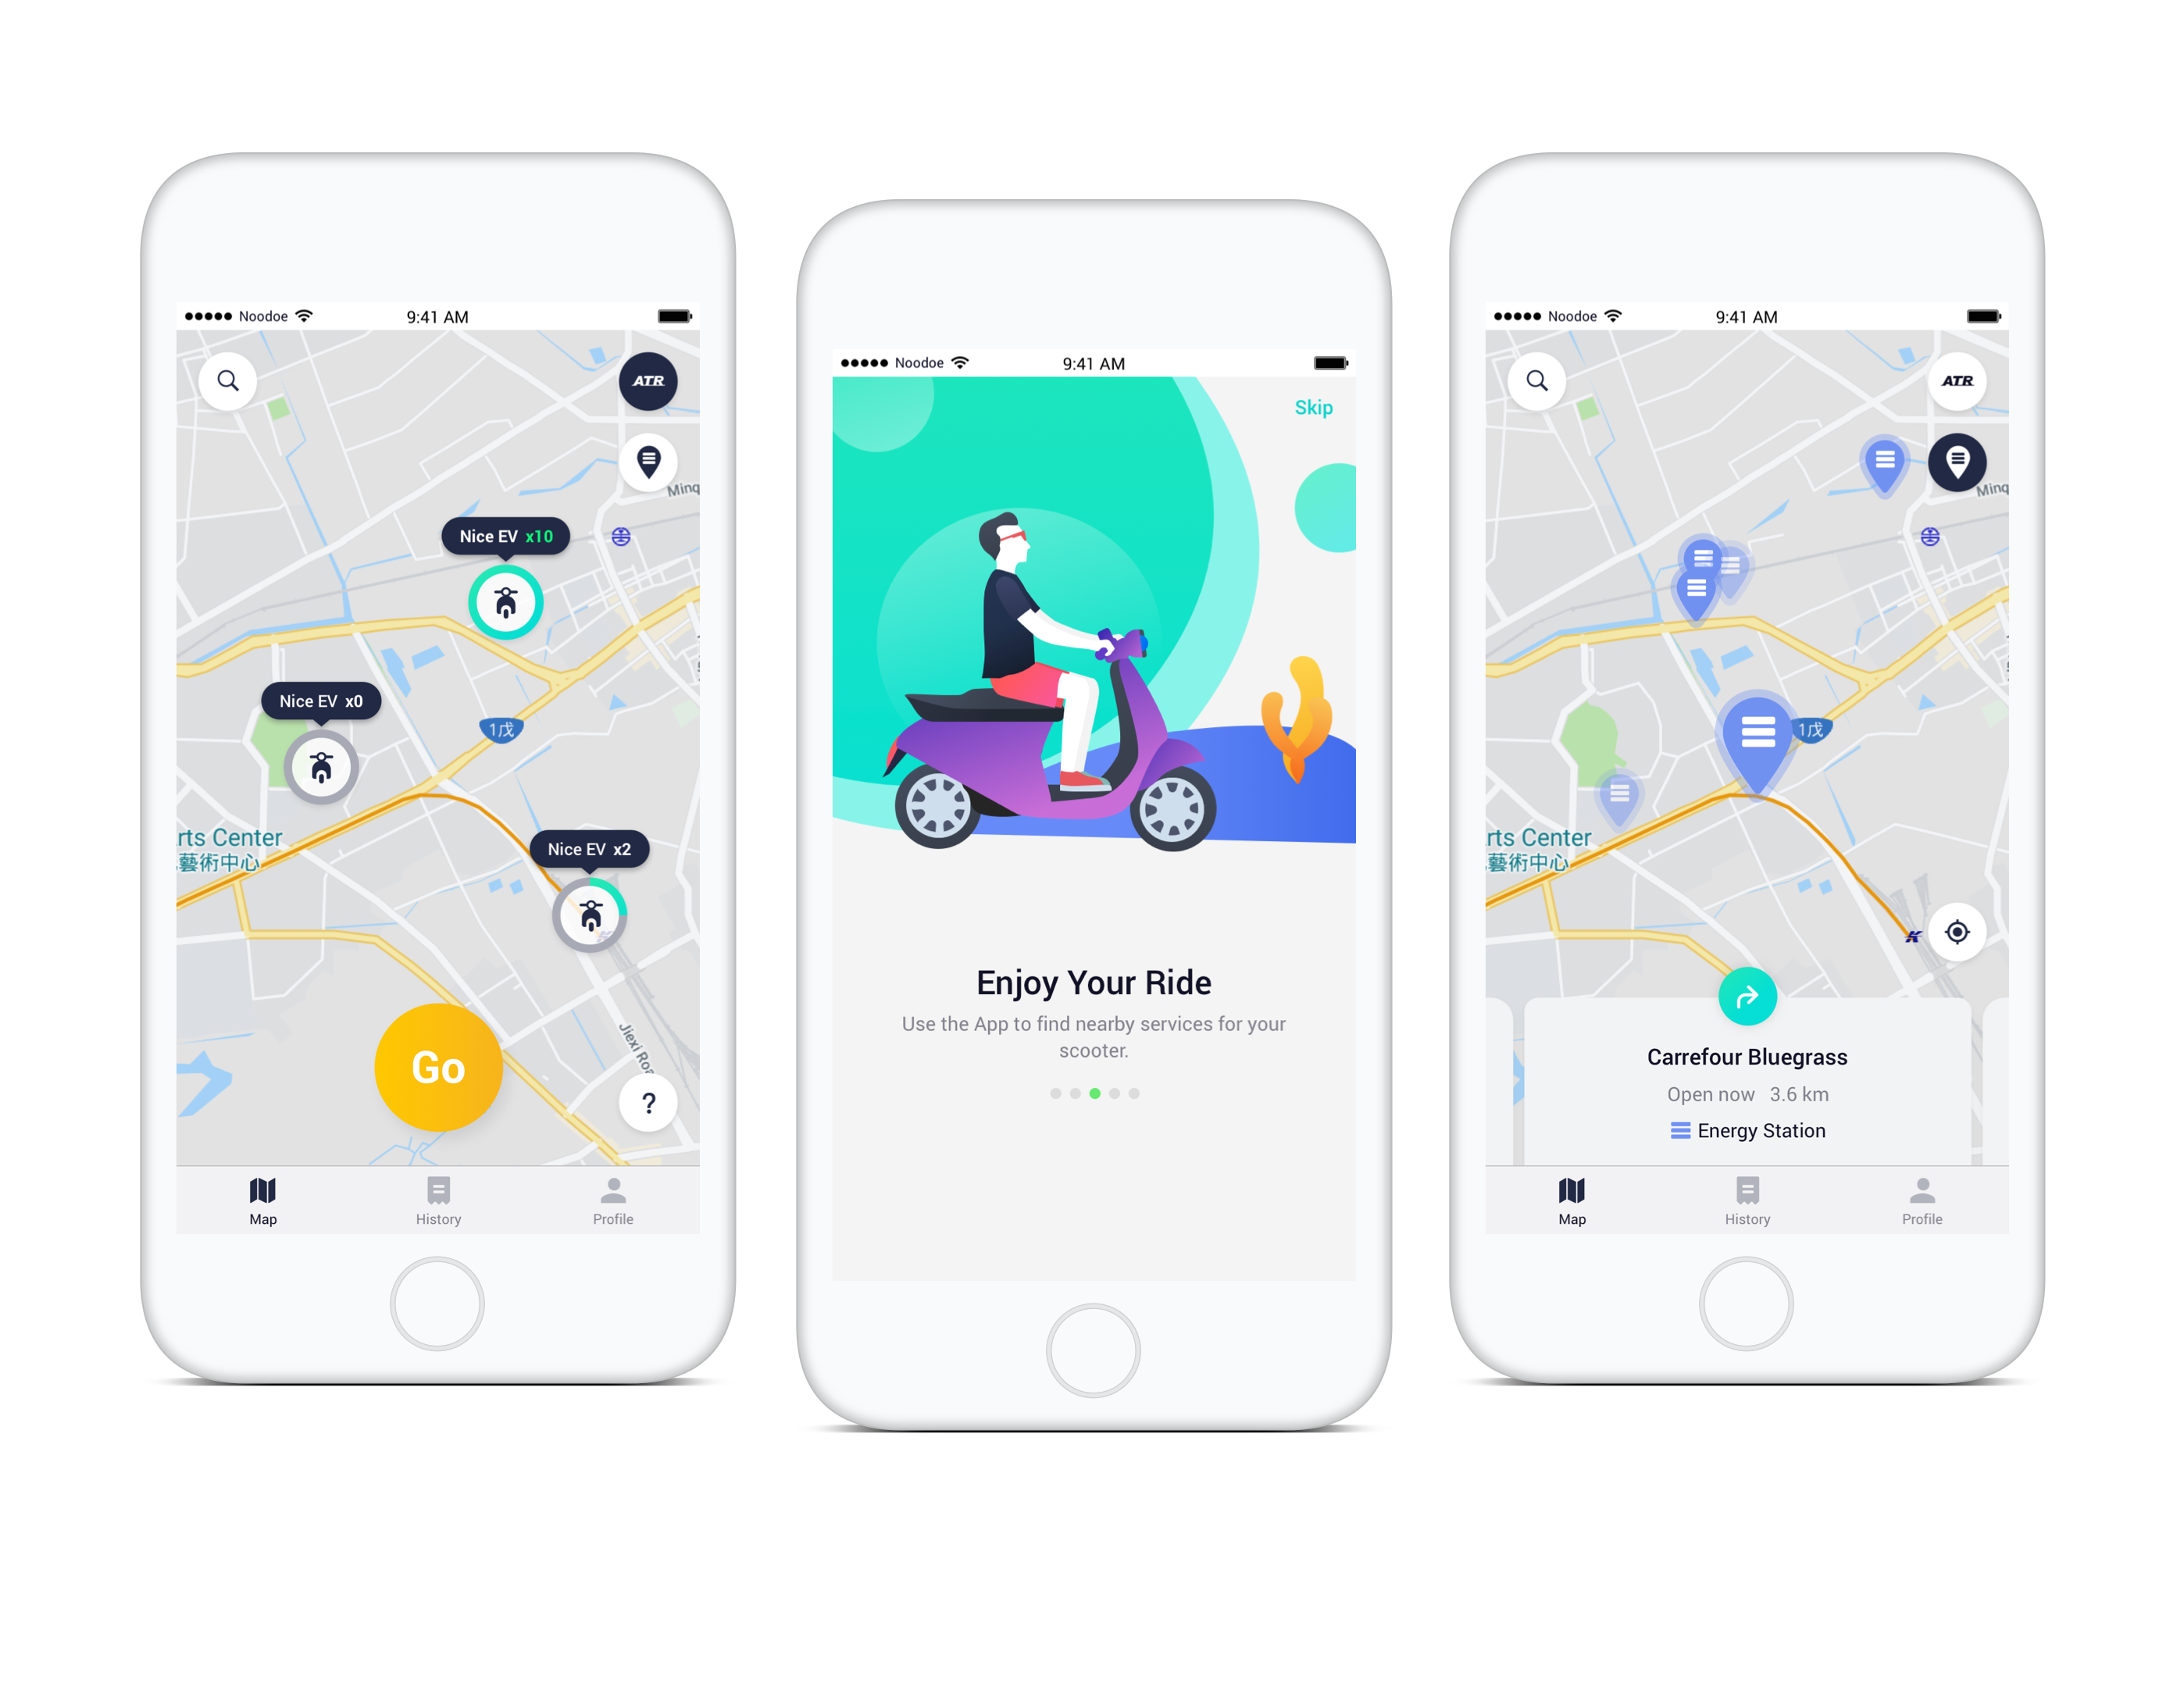 Noodoe
9:41 AM
ATR
Minq
Nice EV x10
Nice EV x0
1戊
Nice EV x2
rts Center
藝術中心
Go
Jiexi Roa
?
Map
History
Profile
Noodoe
9:41 AM
Skip
Enjoy Your Ride
Use the App to find nearby services for your
scooter.
Noodoe
9:41 AM
ATR
Minq
1戊
rts Center
藝術中心
Carrefour Bluegrass
Open now 3.6 km
Energy Station
Map
History
Profile